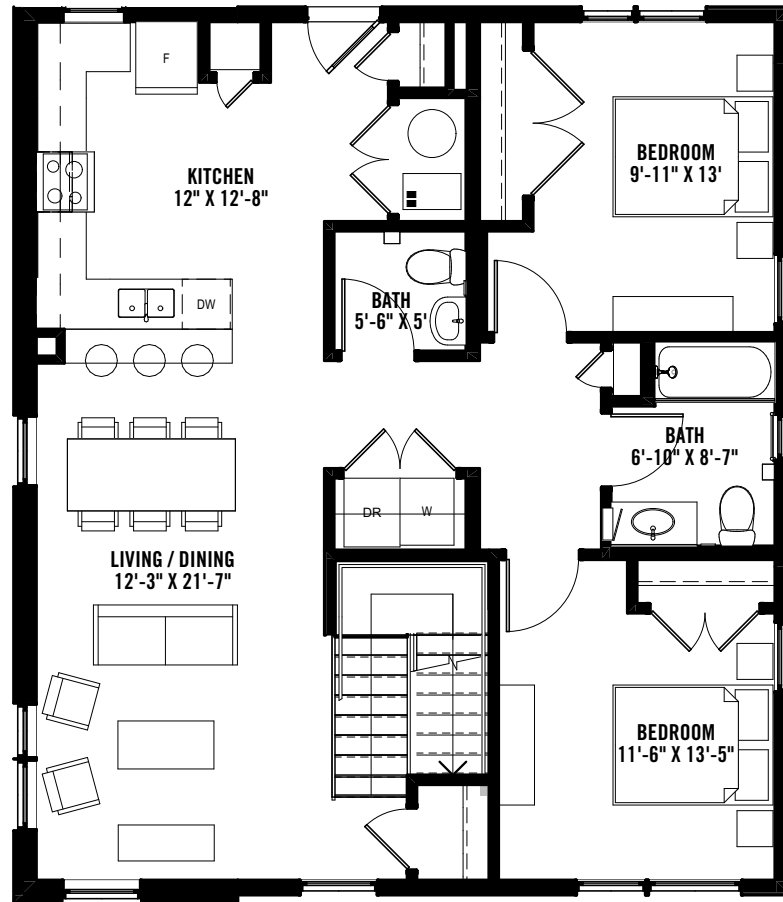 F
KITCHEN
12" X 12'-8"
BEDROOM
9'-11" X 13'
DW
BATH
5'-6" X 5'
BATH
6'-10" X 8'-7"
DR
W
LIVING / DINING
12'-3" X 21'-7"
BEDROOM
11'-6" X 13'-5"